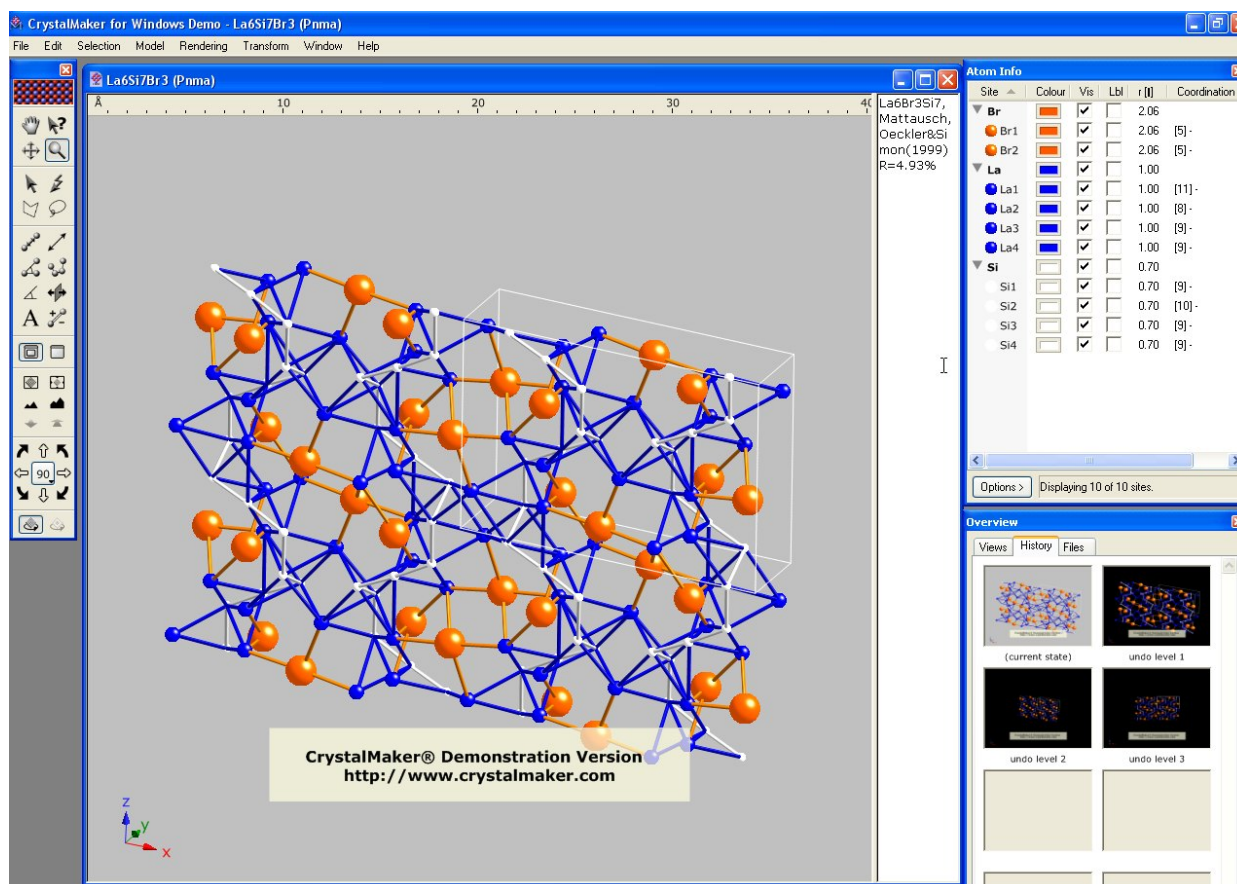 CrystalMaker for Windows Demo - La6Si7Br3 (Pnma)
File Edit Selection Model Rendering Transform Window Help
La6Si7Br3 (Pnma)
Å 10 20 30 40
La6Br3Si7,
Mattausch,
Oeckler&Si
mon(1999)
R=4.93%
A
90
CrystalMaker® Demonstration Version
http://www.crystalmaker.com
z
y
x
Atom Info
Site Colour Vis Lbl r [I] Coordination
Br 2.06
Br1 2.06 [5] -
Br2 2.06 [5] -
La 1.00
La1 1.00 [11] -
La2 1.00 [8] -
La3 1.00 [9] -
La4 1.00 [9] -
Si 0.70
Si1 0.70 [9] -
Si2 0.70 [10] -
Si3 0.70 [9] -
Si4 0.70 [9] -
Options > Displaying 10 of 10 sites.
Overview
Views History Files
(current state) undo level 1
undo level 2 undo level 3